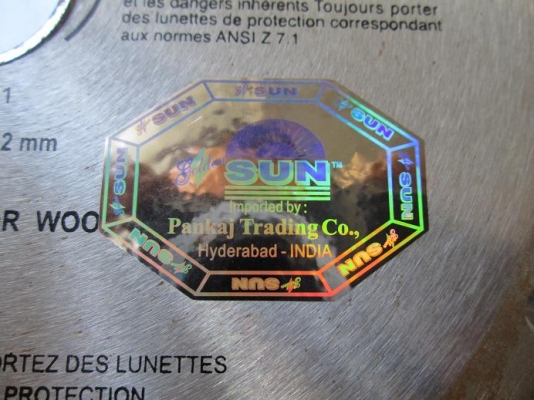 et les dangers inhérents Toujours porter
des lunettes de protection correspondant
aux normes ANSI Z 7.1
1
2 mm
R WOO
SUN
SUN
SUN
SUN
SUN
SUN™
Imported by :
Pankaj Trading Co.,
Hyderabad - INDIA
SUN
SUN
SUN
ORTEZ DES LUNETTES
PROTECTION